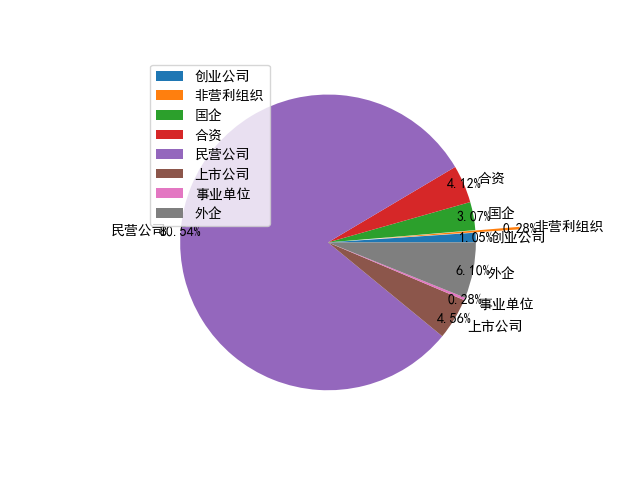 创业公司
非营利组织
国企
合资
民营公司
上市公司
事业单位
外企
4.12%
合资
3.07%
国企
0.28%
非营利组织
1.05%
创业公司
民营公司
80.54%
6.10%
外企
0.28%
事业单位
4.56%
上市公司